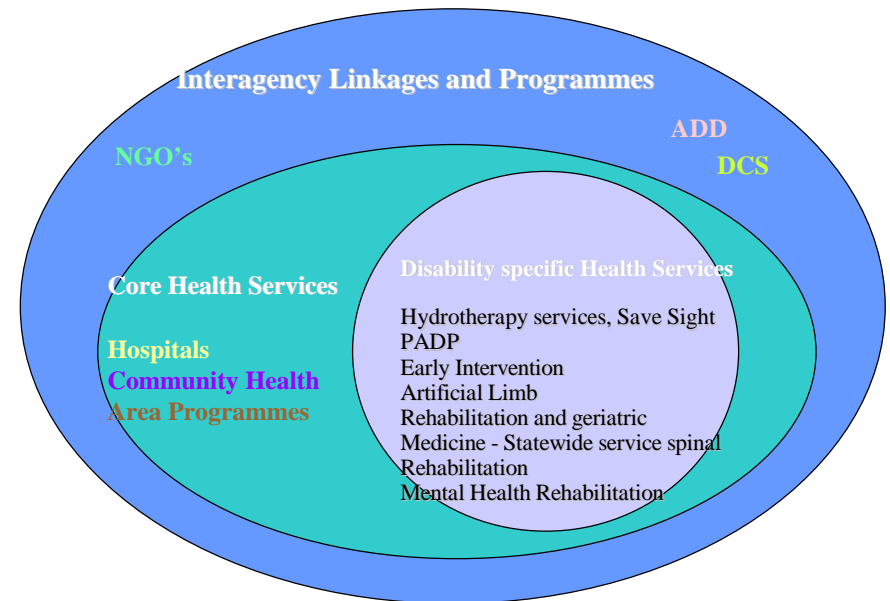 Interagency Linkages and Programmes
ADD
NGO's
DCS
Disability specific Health Services
Core Health Services
Hydrotherapy services, Save Sight
PADP
Hospitals
Early Intervention
Community Health
Artificial Limb
Area Programmes
Rehabilitation and geriatric
Medicine - Statewide service spinal
Rehabilitation
Mental Health Rehabilitation